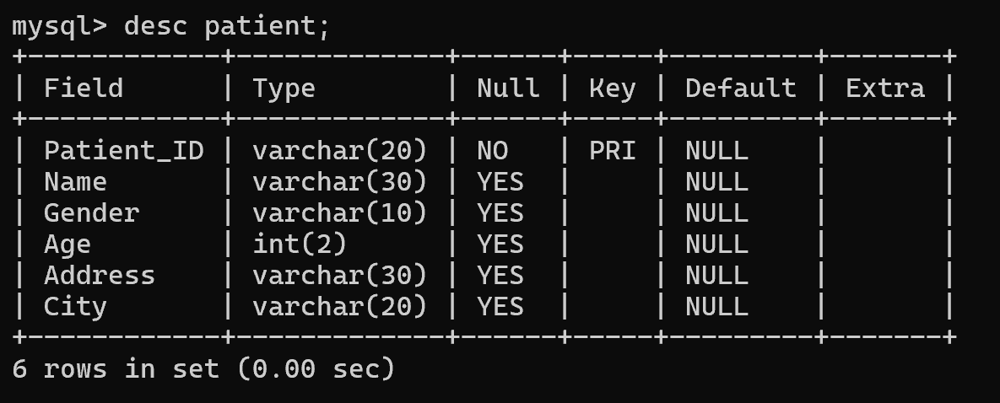 mysql> desc patient;
+------------+-------------+------+-----+---------+-------+
| Field      | Type        | Null | Key | Default | Extra |
+------------+-------------+------+-----+---------+-------+
| Patient_ID | varchar(20) | NO   | PRI | NULL    |       |
| Name       | varchar(30) | YES  |     | NULL    |       |
| Gender     | varchar(10) | YES  |     | NULL    |       |
| Age        | int(2)      | YES  |     | NULL    |       |
| Address    | varchar(30) | YES  |     | NULL    |       |
| City       | varchar(20) | YES  |     | NULL    |       |
+------------+-------------+------+-----+---------+-------+
6 rows in set (0.00 sec)